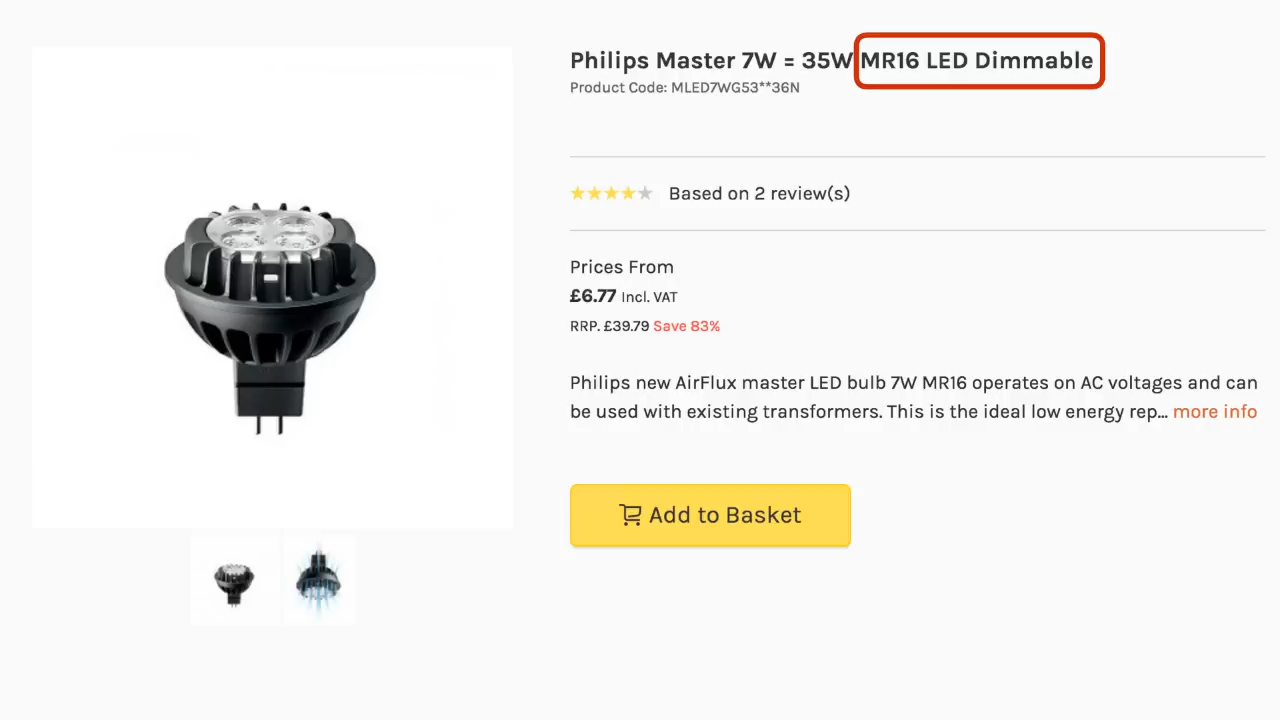 Philips Master 7W = 35W MR16 LED Dimmable
Product Code: MLED7WG53**36N
Based on 2 review(s)
Prices From
£6.77 Incl. VAT
RRP. £39.79 Save 83%
Philips new AirFlux master LED bulb 7W MR16 operates on AC voltages and can
be used with existing transformers. This is the ideal low energy rep... more info
Add to Basket